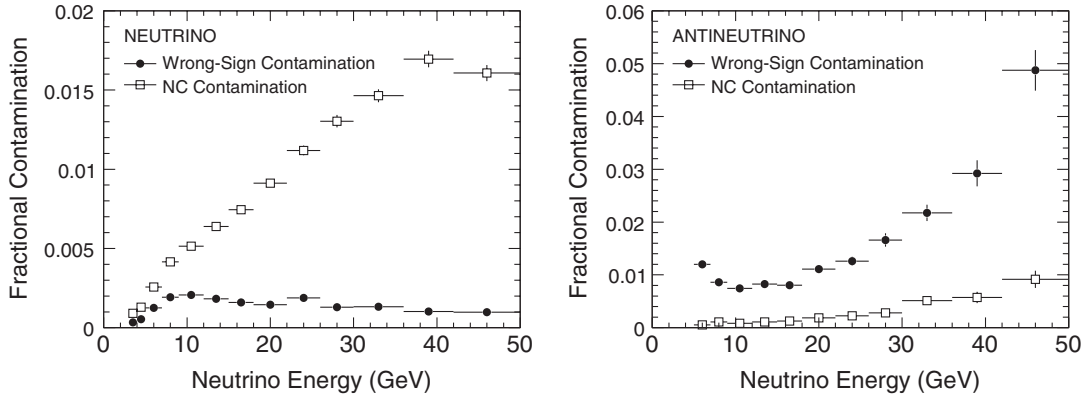 NEUTRINO
Wrong-Sign Contamination
NC Contamination
Fractional Contamination
0.02
0.015
0.01
0.005
0
0 10 20 30 40 50
Neutrino Energy (GeV)
ANTINEUTRINO
Wrong-Sign Contamination
NC Contamination
Fractional Contamination
0.06
0.05
0.04
0.03
0.02
0.01
0
0 10 20 30 40 50
Neutrino Energy (GeV)